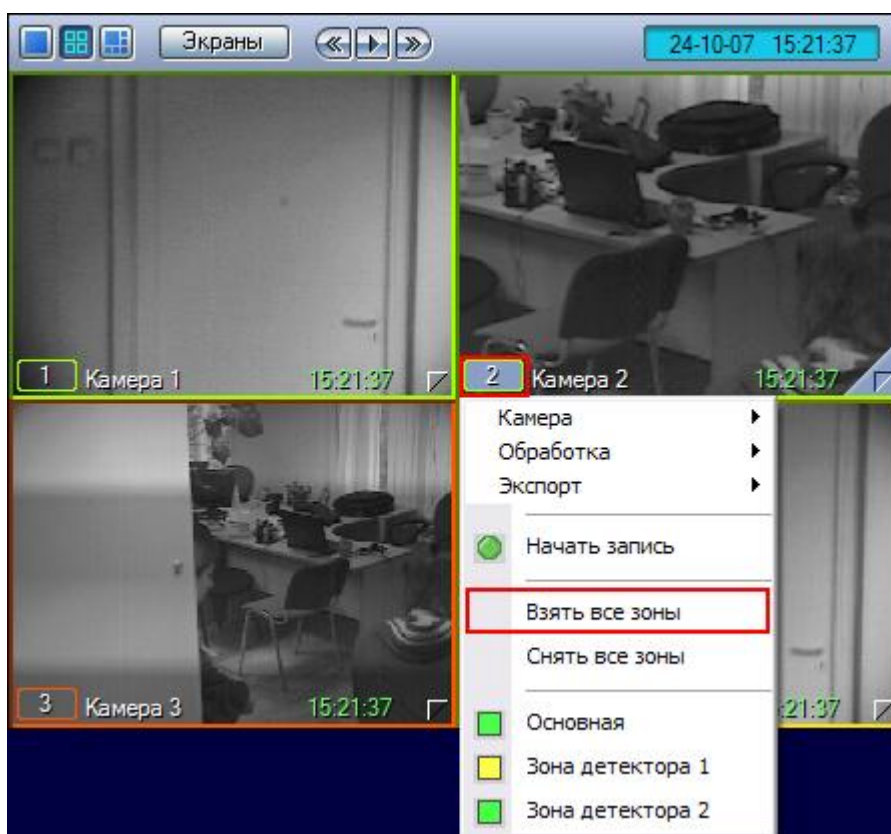 Экраны
24-10-07 15:21:37
1 Камера 1 15:21:37
2 Камера 2 15:21:37
Камера
Обработка
Экспорт
Начать запись
Взять все зоны
Снять все зоны
3 Камера 3 15:21:37
:21:37
Основная
Зона детектора 1
Зона детектора 2